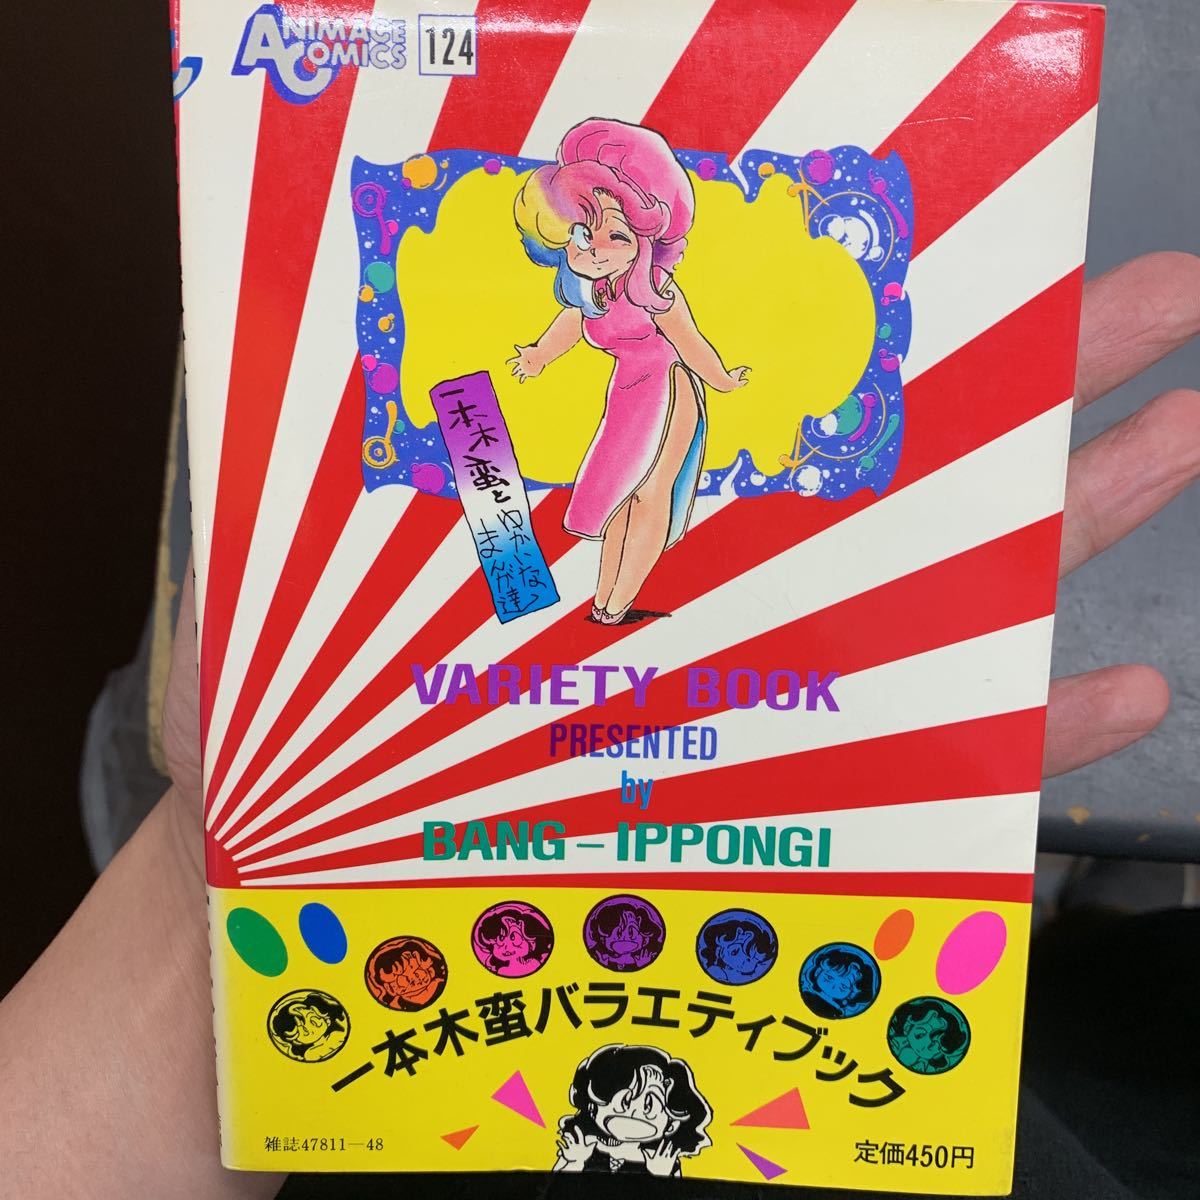 ANIMAGE
COMICS
124
一本木蛮と
ゆかいな
まんが達
VARIETY BOOK
PRESENTED
by
BANG-IPPONGI
一本木蛮バラエティブック
雑誌47811-48
定価450円